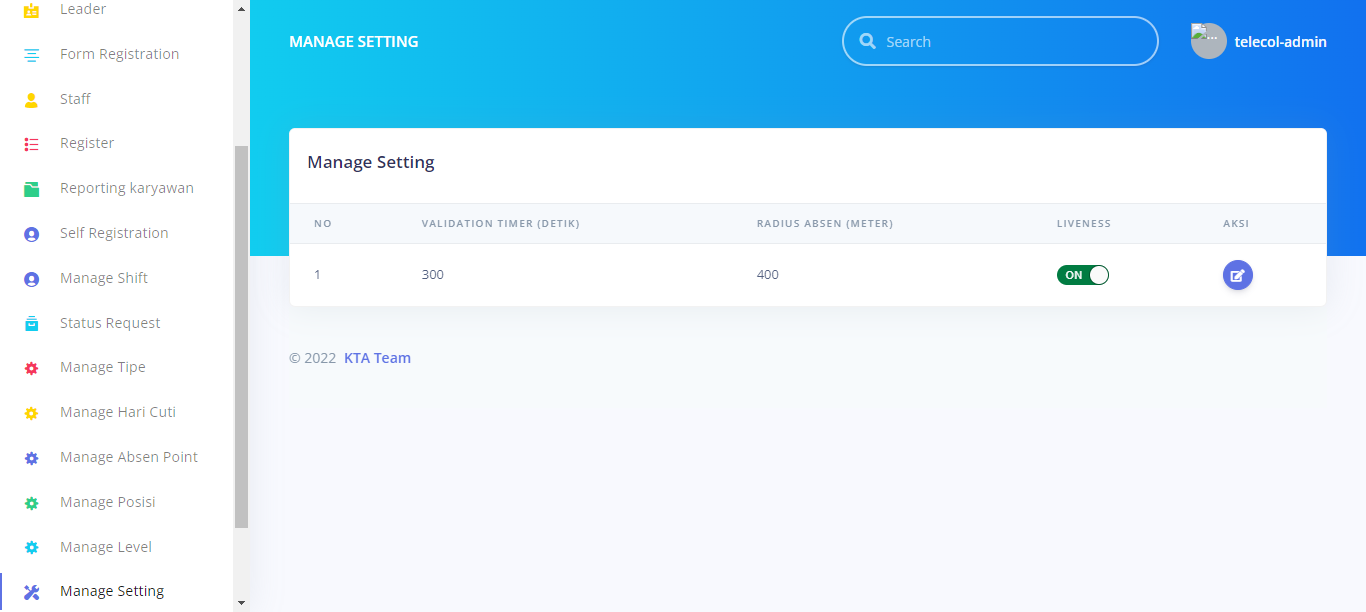 Leader
Form Registration
Staff
Register
Reporting karyawan
Self Registration
Manage Shift
Status Request
Manage Tipe
Manage Hari Cuti
Manage Absen Point
Manage Posisi
Manage Level
Manage Setting
MANAGE SETTING
Search
... telecol-admin
Manage Setting
NO VALIDATION TIMER (DETIK) RADIUS ABSEN (METER) LIVENESS AKSI
1 300 400 ON
© 2022 KTA Team